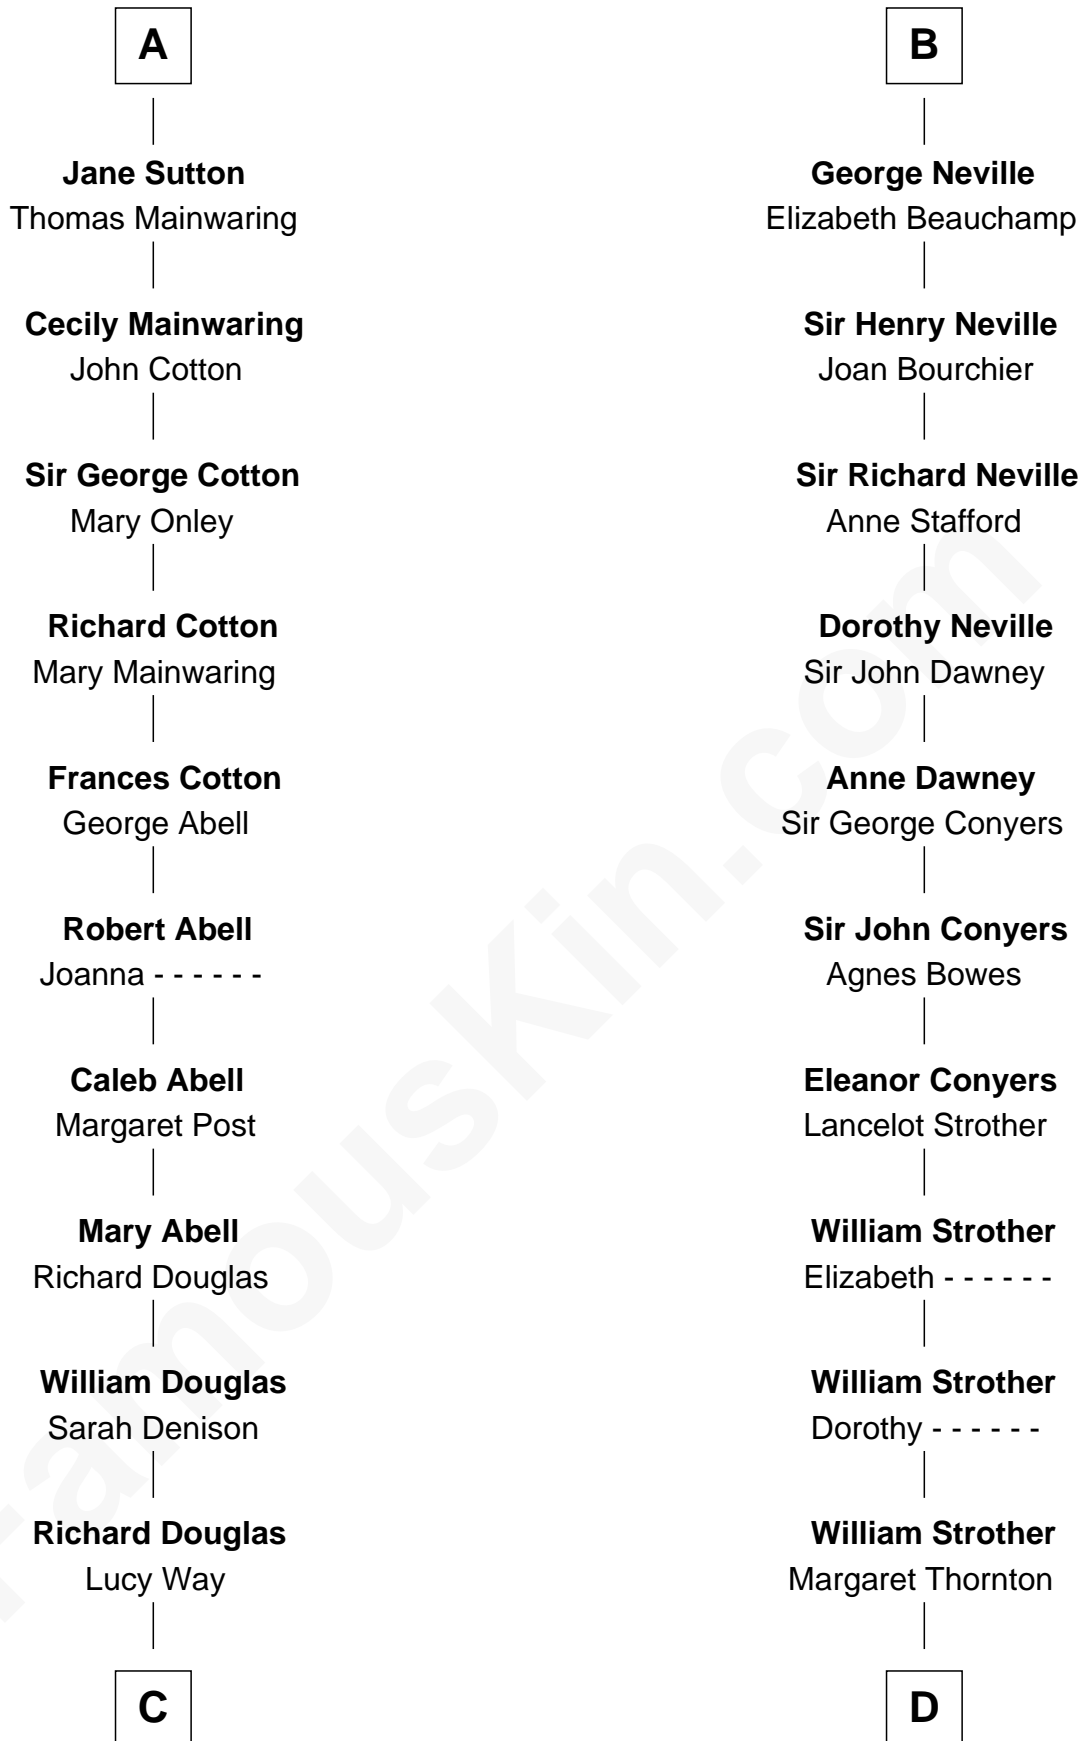 A
Jane Sutton
Thomas Mainwaring
Cecily Mainwaring
John Cotton
Sir George Cotton
Mary Onley
Richard Cotton
Mary Mainwaring
Frances Cotton
George Abell
Robert Abell
Joanna - - - - - -
Caleb Abell
Margaret Post
Mary Abell
Richard Douglas
William Douglas
Sarah Denison
Richard Douglas
Lucy Way
C
B
George Neville
Elizabeth Beauchamp
Sir Henry Neville
Joan Bourchier
Sir Richard Neville
Anne Stafford
Dorothy Neville
Sir John Dawney
Anne Dawney
Sir George Conyers
Sir John Conyers
Agnes Bowes
Eleanor Conyers
Lancelot Strother
William Strother
Elizabeth - - - - - -
William Strother
Dorothy - - - - - -
William Strother
Margaret Thornton
D
FamousKin.com